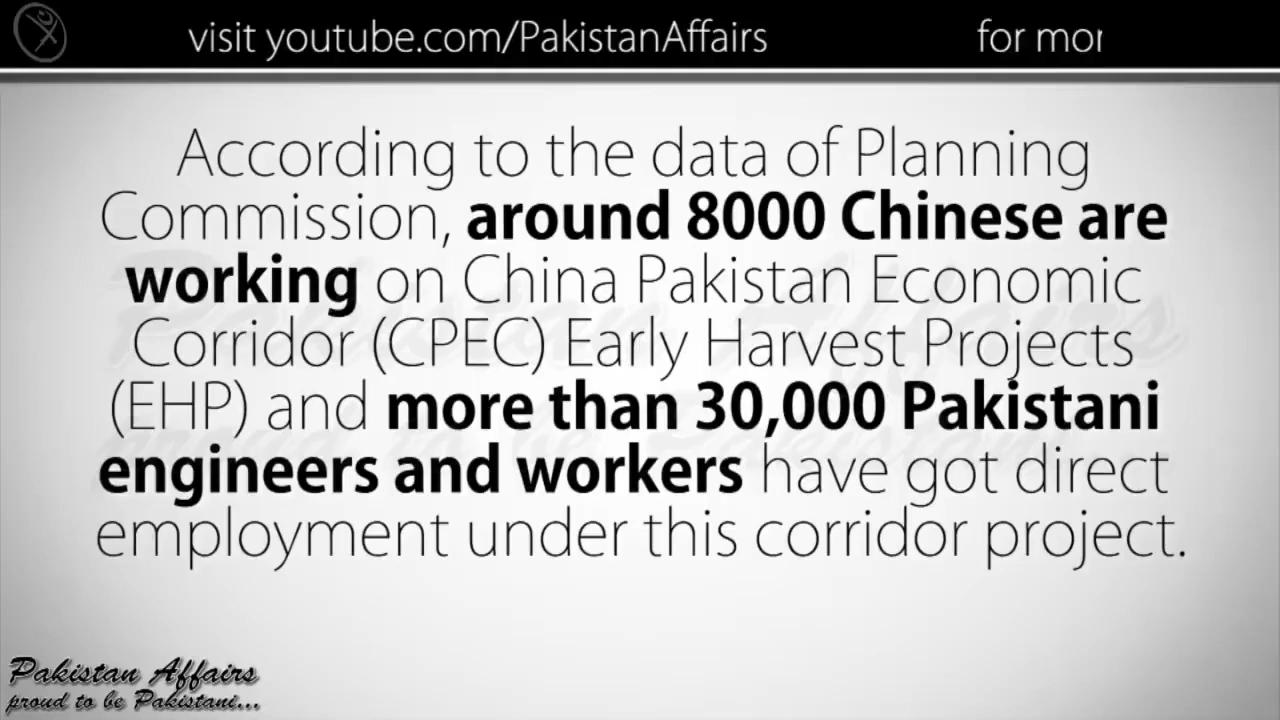 visit youtube.com/PakistanAffairs for mor
According to the data of Planning
Commission, around 8000 Chinese are
working on China Pakistan Economic
Corridor (CPEC) Early Harvest Projects
(EHP) and more than 30,000 Pakistani
engineers and workers have got direct
employment under this corridor project.
Pakistan Affairs
proud to be Pakistani...